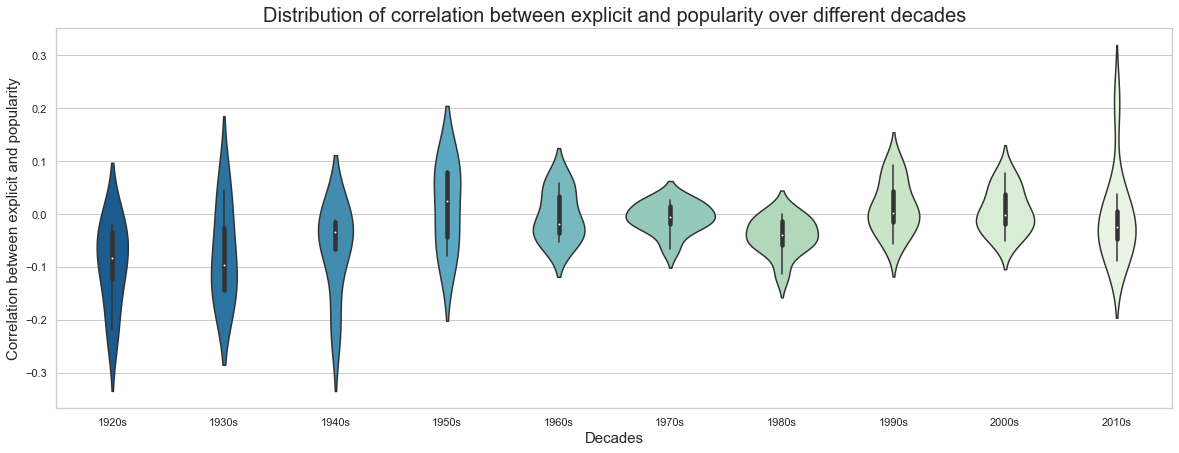 Distribution of correlation between explicit and popularity over different decades
Correlation between explicit and popularity
0.3
0.2
0.1
0.0
−0.1
−0.2
−0.3
1920s 1930s 1940s 1950s 1960s 1970s 1980s 1990s 2000s 2010s
Decades